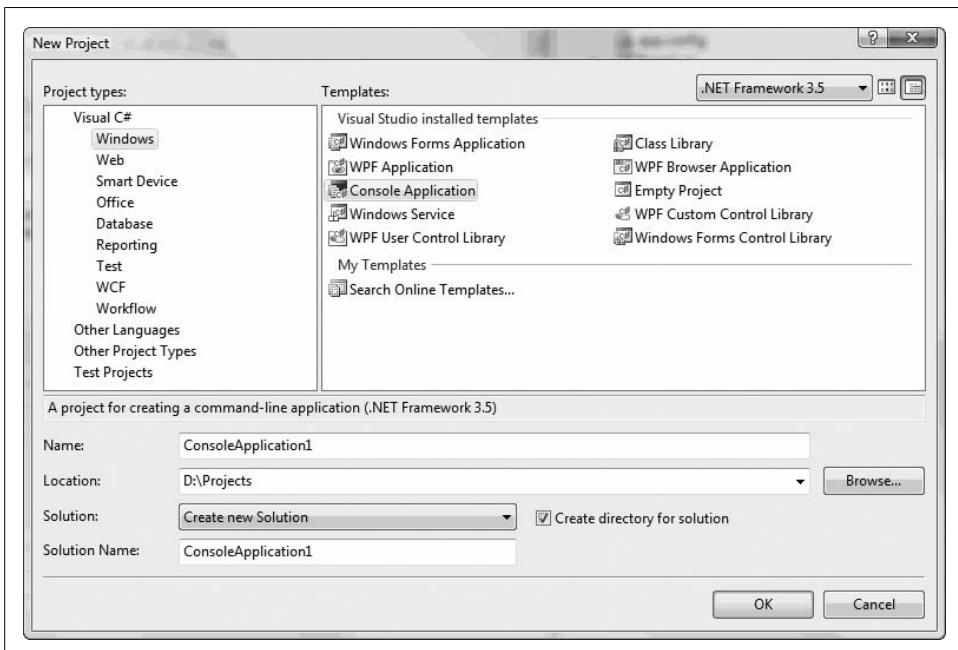 New Project
Project types:
Templates:
.NET Framework 3.5
Visual C#
Windows
Web
Smart Device
Office
Database
Reporting
Test
WCF
Workflow
Other Languages
Other Project Types
Test Projects
Visual Studio installed templates
Windows Forms Application
Class Library
WPF Application
WPF Browser Application
Console Application
Empty Project
Windows Service
WPF Custom Control Library
WPF User Control Library
Windows Forms Control Library
My Templates
Search Online Templates...
A project for creating a command-line application (.NET Framework 3.5)
Name:
ConsoleApplication1
Location:
D:\Projects
Browse...
Solution:
Create new Solution
Create directory for solution
Solution Name:
ConsoleApplication1
OK
Cancel